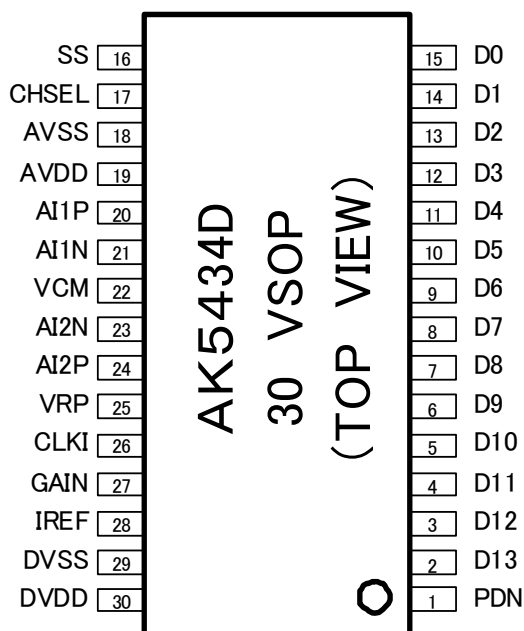 SS 16 15 D0
CHSEL 17 14 D1
AVSS 18 13 D2
AVDD 19 12 D3
AI1P 20 11 D4
AI1N 21 10 D5
VCM 22 9 D6
AI2N 23 8 D7
AI2P 24 7 D8
VRP 25 6 D9
CLKI 26 5 D10
GAIN 27 4 D11
IREF 28 3 D12
DVSS 29 2 D13
DVDD 30 1 PDN
AK5434D
30 VSOP
(TOP VIEW)